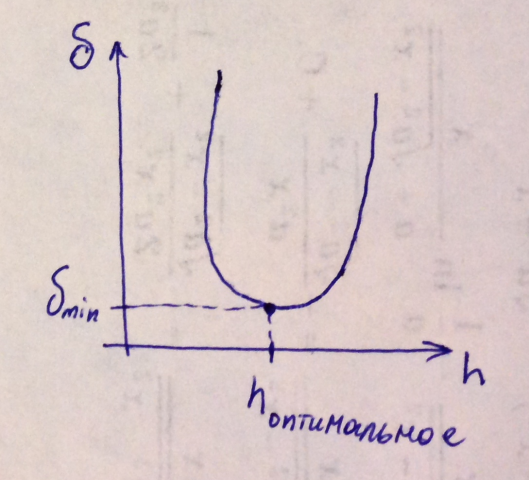 δ
δmin
h
hоптимальное